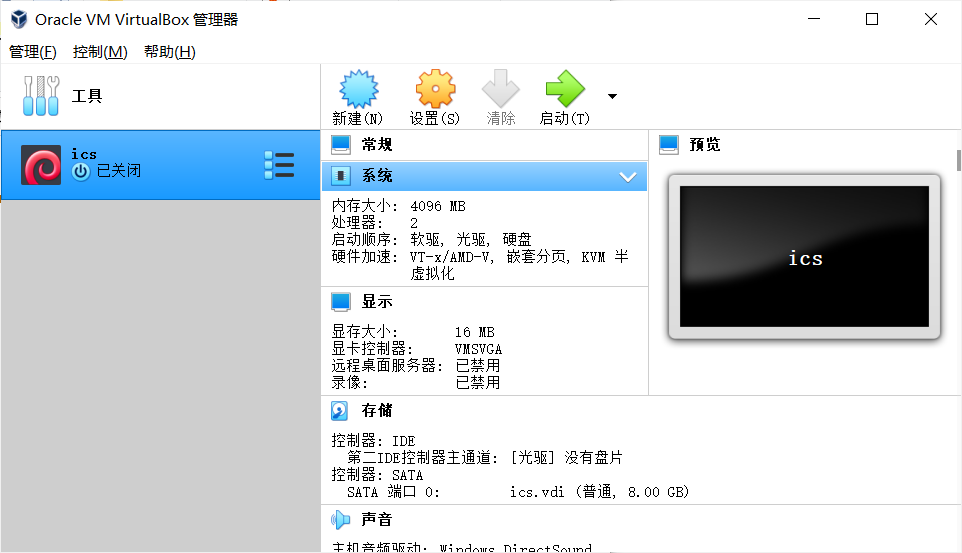 Oracle VM VirtualBox 管理器
管理(F) 控制(M) 帮助(H)
工具
新建(N) 设置(S) 清除 启动(T)
ics
已关闭
常规
系统
内存大小: 4096 MB
处理器: 2
启动顺序: 软驱, 光驱, 硬盘
硬件加速: VT-x/AMD-V, 嵌套分页, KVM 半
虚拟化
显示
显存大小: 16 MB
显卡控制器: VMSVGA
远程桌面服务器: 已禁用
录像: 已禁用
预览
ics
存储
控制器: IDE
第二IDE控制器主通道: [光驱] 没有盘片
控制器: SATA
SATA 端口 0: ics.vdi (普通, 8.00 GB)
声音
主机音频驱动: Windows DirectSound